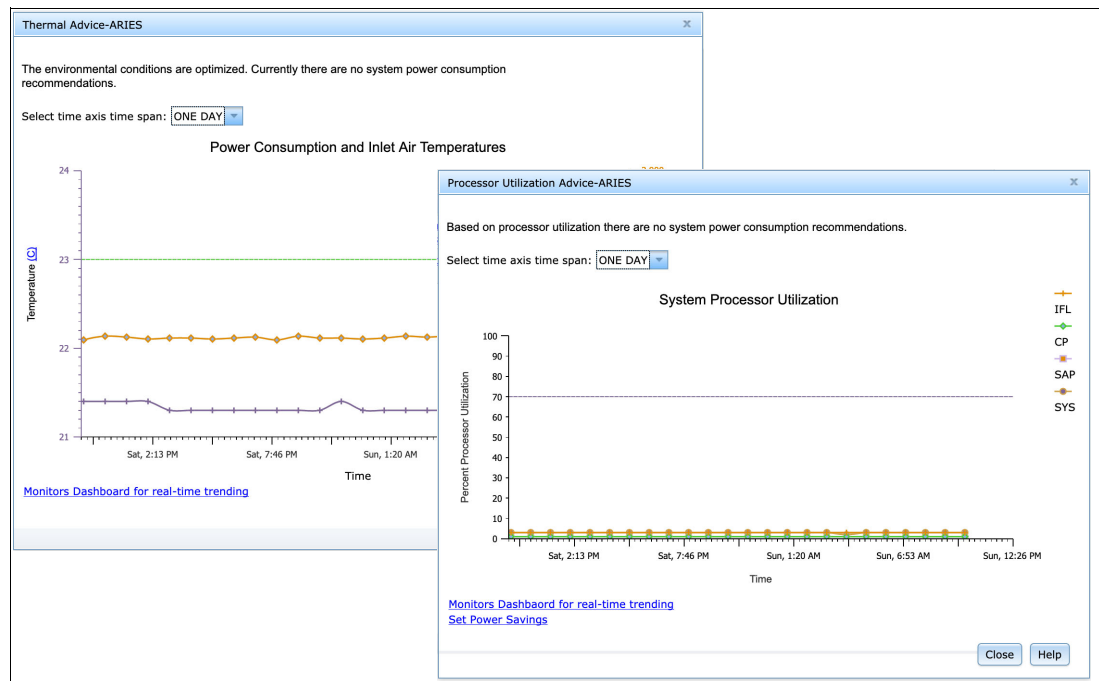 Thermal Advice-ARIES
x
The environmental conditions are optimized. Currently there are no system power consumption
recommendations.
Select time axis time span: ONE DAY
Power Consumption and Inlet Air Temperatures
24
23
22
21
Temperature (C)
Sat, 2:13 PM Sat, 7:46 PM Sun, 1:20 AM
Time
Monitors Dashboard for real-time trending
Processor Utilization Advice-ARIES
x
Based on processor utilization there are no system power consumption recommendations.
Select time axis time span: ONE DAY
System Processor Utilization
IFL
CP
SAP
SYS
100
90
80
70
60
50
40
30
20
10
0
Percent Processor Utilization
Sat, 2:13 PM Sat, 7:46 PM Sun, 1:20 AM Sun, 6:53 AM Sun, 12:26 PM
Time
Monitors Dashbaord for real-time trending
Set Power Savings
Close Help